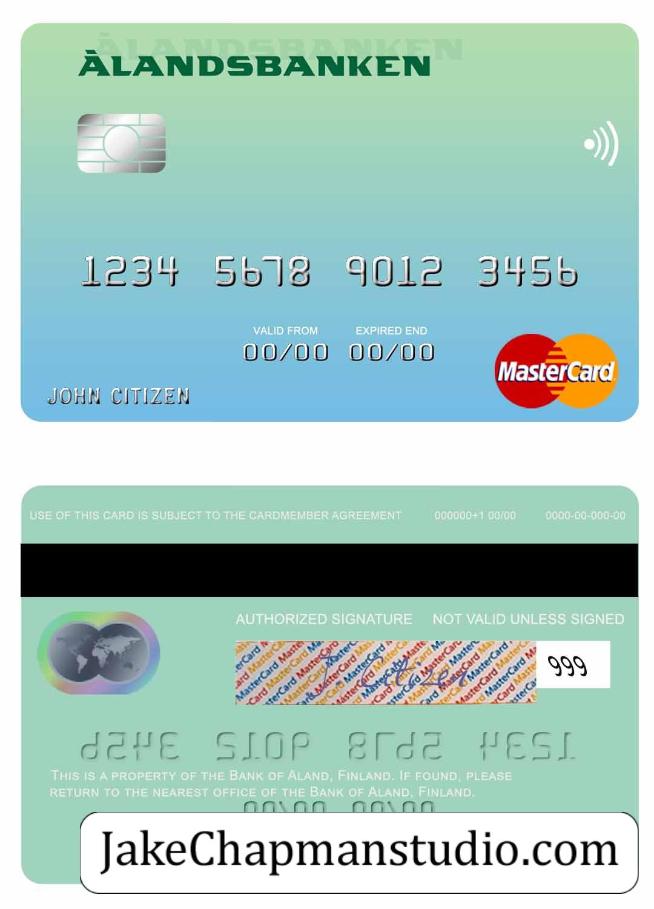 ÅLANDSBANKEN
1234 5678 9012 3456
VALID FROM EXPIRED END
00/00 00/00
MasterCard
JOHN CITIZEN
USE OF THIS CARD IS SUBJECT TO THE CARDMEMBER AGREEMENT 000000+1 00/00 0000-00-000-00
AUTHORIZED SIGNATURE NOT VALID UNLESS SIGNED
J. Citizen 999
THIS IS A PROPERTY OF THE BANK OF ALAND, FINLAND. IF FOUND, PLEASE
RETURN TO THE NEAREST OFFICE OF THE BANK OF ALAND, FINLAND.
JakeChapmanstudio.com